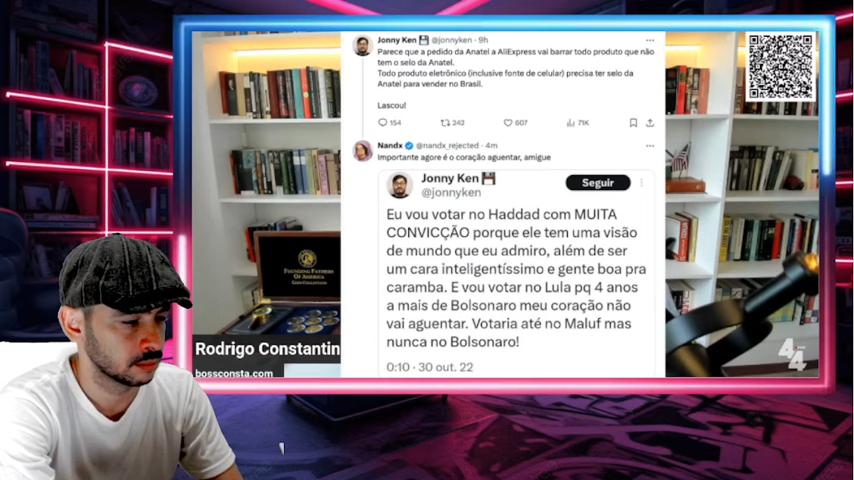 Jonny Ken @jonnyken · 9h
Parece que a pedido da Anatel a AliExpress vai barrar todo produto que não
tem o selo da Anatel.
Todo produto eletrônico (inclusive fonte de celular) precisa ter selo da
Anatel para vender no Brasil.
Lascou!
154 242 607 71K
Nandx @nandx_rejected · 4m
Importante agore é o coração aguentar, amigue
Jonny Ken
@jonnyken
Seguir
Eu vou votar no Haddad com MUITA
CONVICÇÃO porque ele tem uma visão
de mundo que eu admiro, além de ser
um cara inteligentíssimo e gente boa pra
caramba. E vou votar no Lula pq 4 anos
a mais de Bolsonaro meu coração não
vai aguentar. Votaria até no Maluf mas
nunca no Bolsonaro!
0:10 · 30 out. 22
FOUNDING FATHERS
OF AMERICA
COIN COLLECTION
Rodrigo Constantin
bossconsta.com
4 4